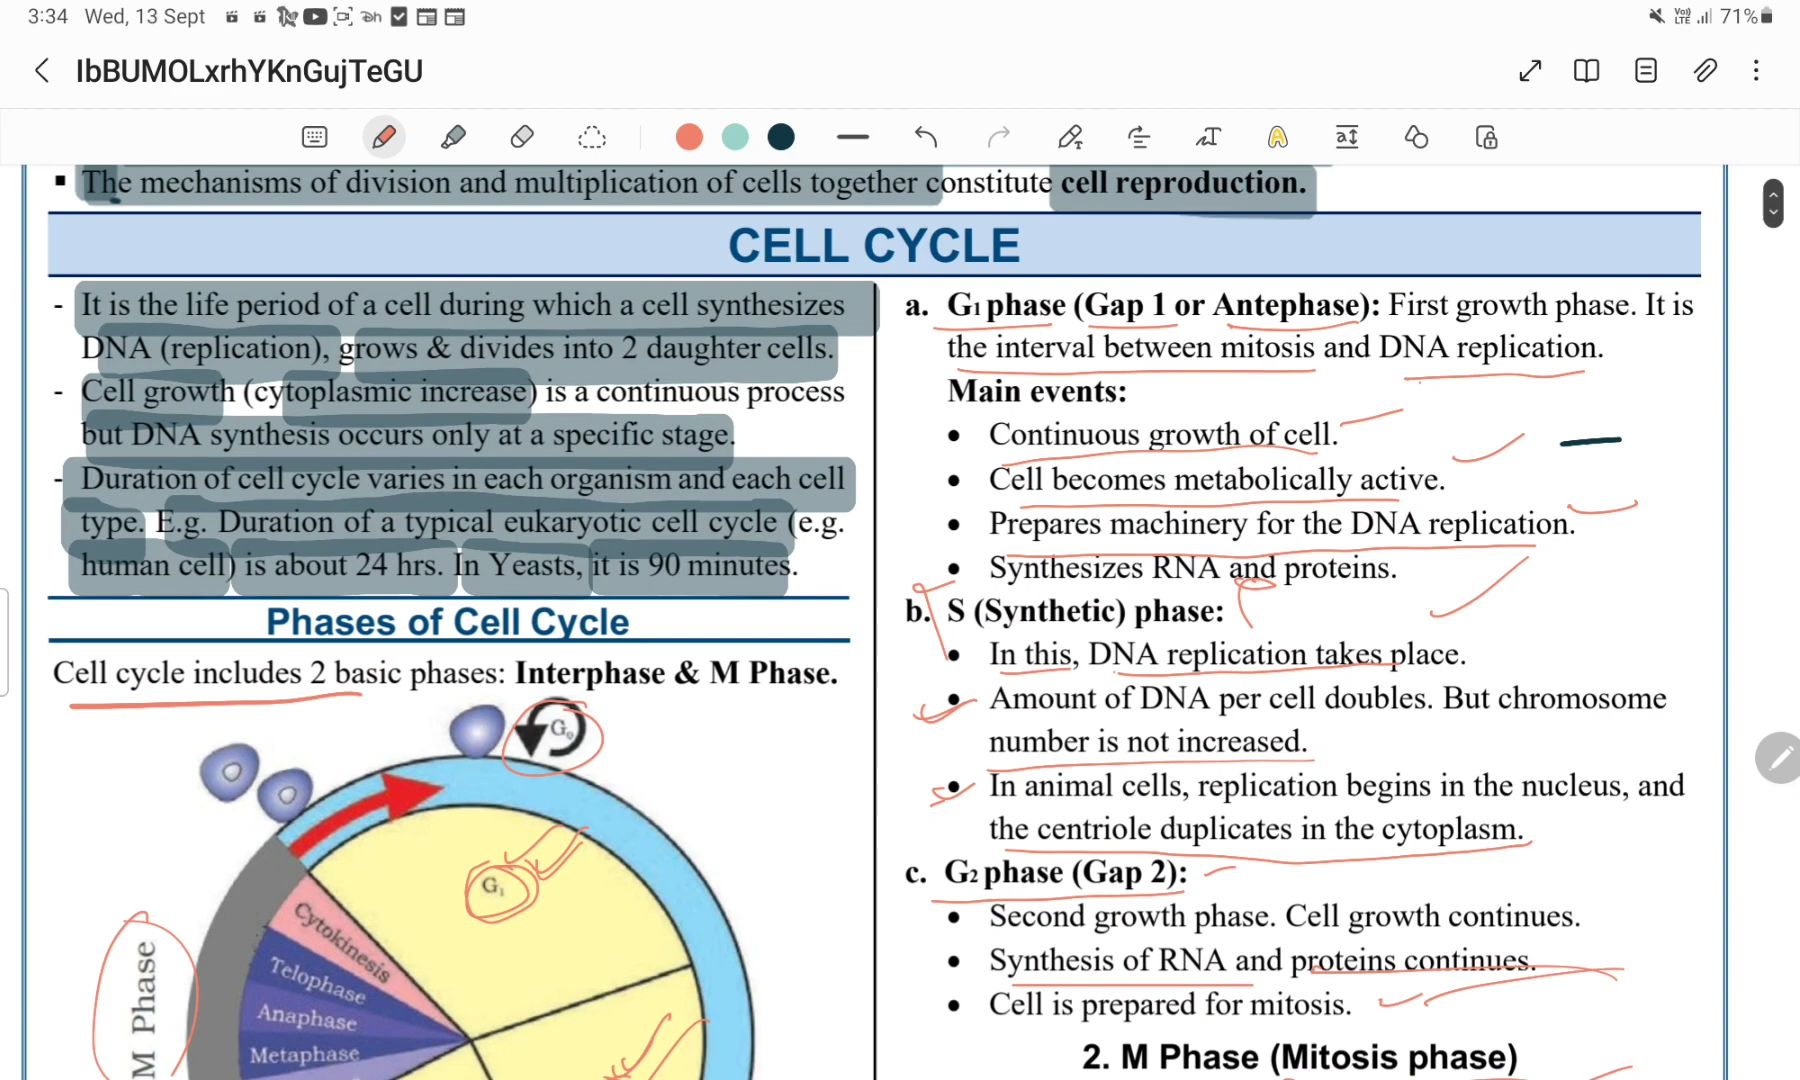 3:34 Wed, 13 Sept
Vo)) LTE 71%
IbBUMOLxrhYKnGujTeGU
▪ The mechanisms of division and multiplication of cells together constitute cell reproduction.
CELL CYCLE
- It is the life period of a cell during which a cell synthesizes
DNA (replication), grows & divides into 2 daughter cells.
- Cell growth (cytoplasmic increase) is a continuous process
but DNA synthesis occurs only at a specific stage.
- Duration of cell cycle varies in each organism and each cell
type. E.g. Duration of a typical eukaryotic cell cycle (e.g.
human cell) is about 24 hrs. In Yeasts, it is 90 minutes.
Phases of Cell Cycle
Cell cycle includes 2 basic phases: Interphase & M Phase.
G₀
G₁
Cytokinesis
Telophase
Anaphase
Metaphase
M Phase
a. G₁ phase (Gap 1 or Antephase): First growth phase. It is
the interval between mitosis and DNA replication.
Main events:
• Continuous growth of cell.
• Cell becomes metabolically active.
• Prepares machinery for the DNA replication.
• Synthesizes RNA and proteins.
b. S (Synthetic) phase:
• In this, DNA replication takes place.
• Amount of DNA per cell doubles. But chromosome
number is not increased.
• In animal cells, replication begins in the nucleus, and
the centriole duplicates in the cytoplasm.
c. G₂ phase (Gap 2):
• Second growth phase. Cell growth continues.
• Synthesis of RNA and proteins continues.
• Cell is prepared for mitosis.
2. M Phase (Mitosis phase)